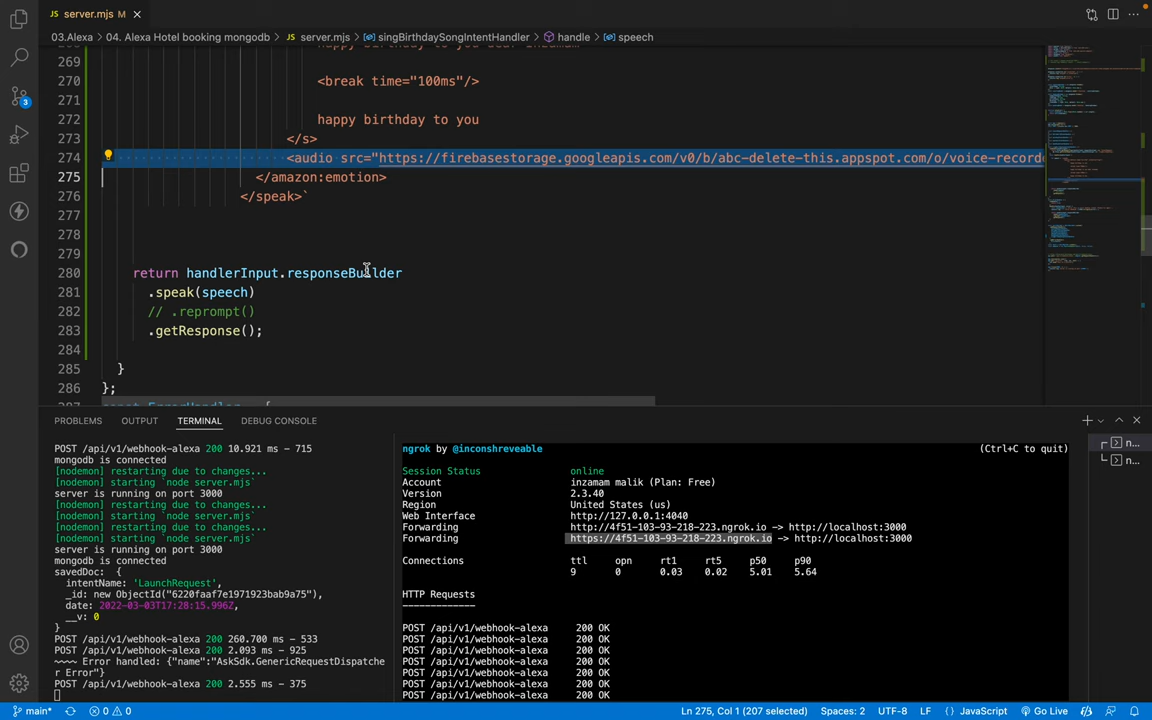 server.mjs M
03.Alexa > 04. Alexa Hotel booking mongodb > server.mjs > singBirthdaySongIntentHandler > handle > speech
269
270 <break time="100ms"/>
271
272 happy birthday to you
273 </s>
274 <audio src="https://firebasestorage.googleapis.com/v0/b/abc-delete-this.appspot.com/o/voice-recorde
275 </amazon:emotion>
276 </speak>`
277
278
279
280 return handlerInput.responseBuilder
281 .speak(speech)
282 // .reprompt()
283 .getResponse();
284
285 }
286 };
3
PROBLEMS OUTPUT TERMINAL DEBUG CONSOLE
POST /api/v1/webhook-alexa 200 10.921 ms - 715
mongodb is connected
[nodemon] restarting due to changes...
[nodemon] starting `node server.mjs`
server is running on port 3000
[nodemon] restarting due to changes...
[nodemon] starting `node server.mjs`
[nodemon] restarting due to changes...
[nodemon] starting `node server.mjs`
server is running on port 3000
mongodb is connected
savedDoc: {
intentName: 'LaunchRequest',
_id: new ObjectId("6220faaf7e1971923bab9a75"),
date: 2022-03-03T17:28:15.996Z,
__v: 0
}
POST /api/v1/webhook-alexa 200 260.700 ms - 533
POST /api/v1/webhook-alexa 200 2.093 ms - 925
~~~~ Error handled: {"name":"AskSdk.GenericRequestDispatche
r Error"}
POST /api/v1/webhook-alexa 200 2.555 ms - 375
ngrok by @inconshreveable (Ctrl+C to quit)
Session Status online
Account inzamam malik (Plan: Free)
Version 2.3.40
Region United States (us)
Web Interface http://127.0.0.1:4040
Forwarding http://4f51-103-93-218-223.ngrok.io -> http://localhost:3000
Forwarding https://4f51-103-93-218-223.ngrok.io -> http://localhost:3000
Connections ttl opn rt1 rt5 p50 p90
9 0 0.03 0.02 5.01 5.64
HTTP Requests
-------------
POST /api/v1/webhook-alexa 200 OK
POST /api/v1/webhook-alexa 200 OK
POST /api/v1/webhook-alexa 200 OK
POST /api/v1/webhook-alexa 200 OK
POST /api/v1/webhook-alexa 200 OK
POST /api/v1/webhook-alexa 200 OK
POST /api/v1/webhook-alexa 200 OK
n...
n...
main* 0 0 Ln 275, Col 1 (207 selected) Spaces: 2 UTF-8 LF {} JavaScript Go Live